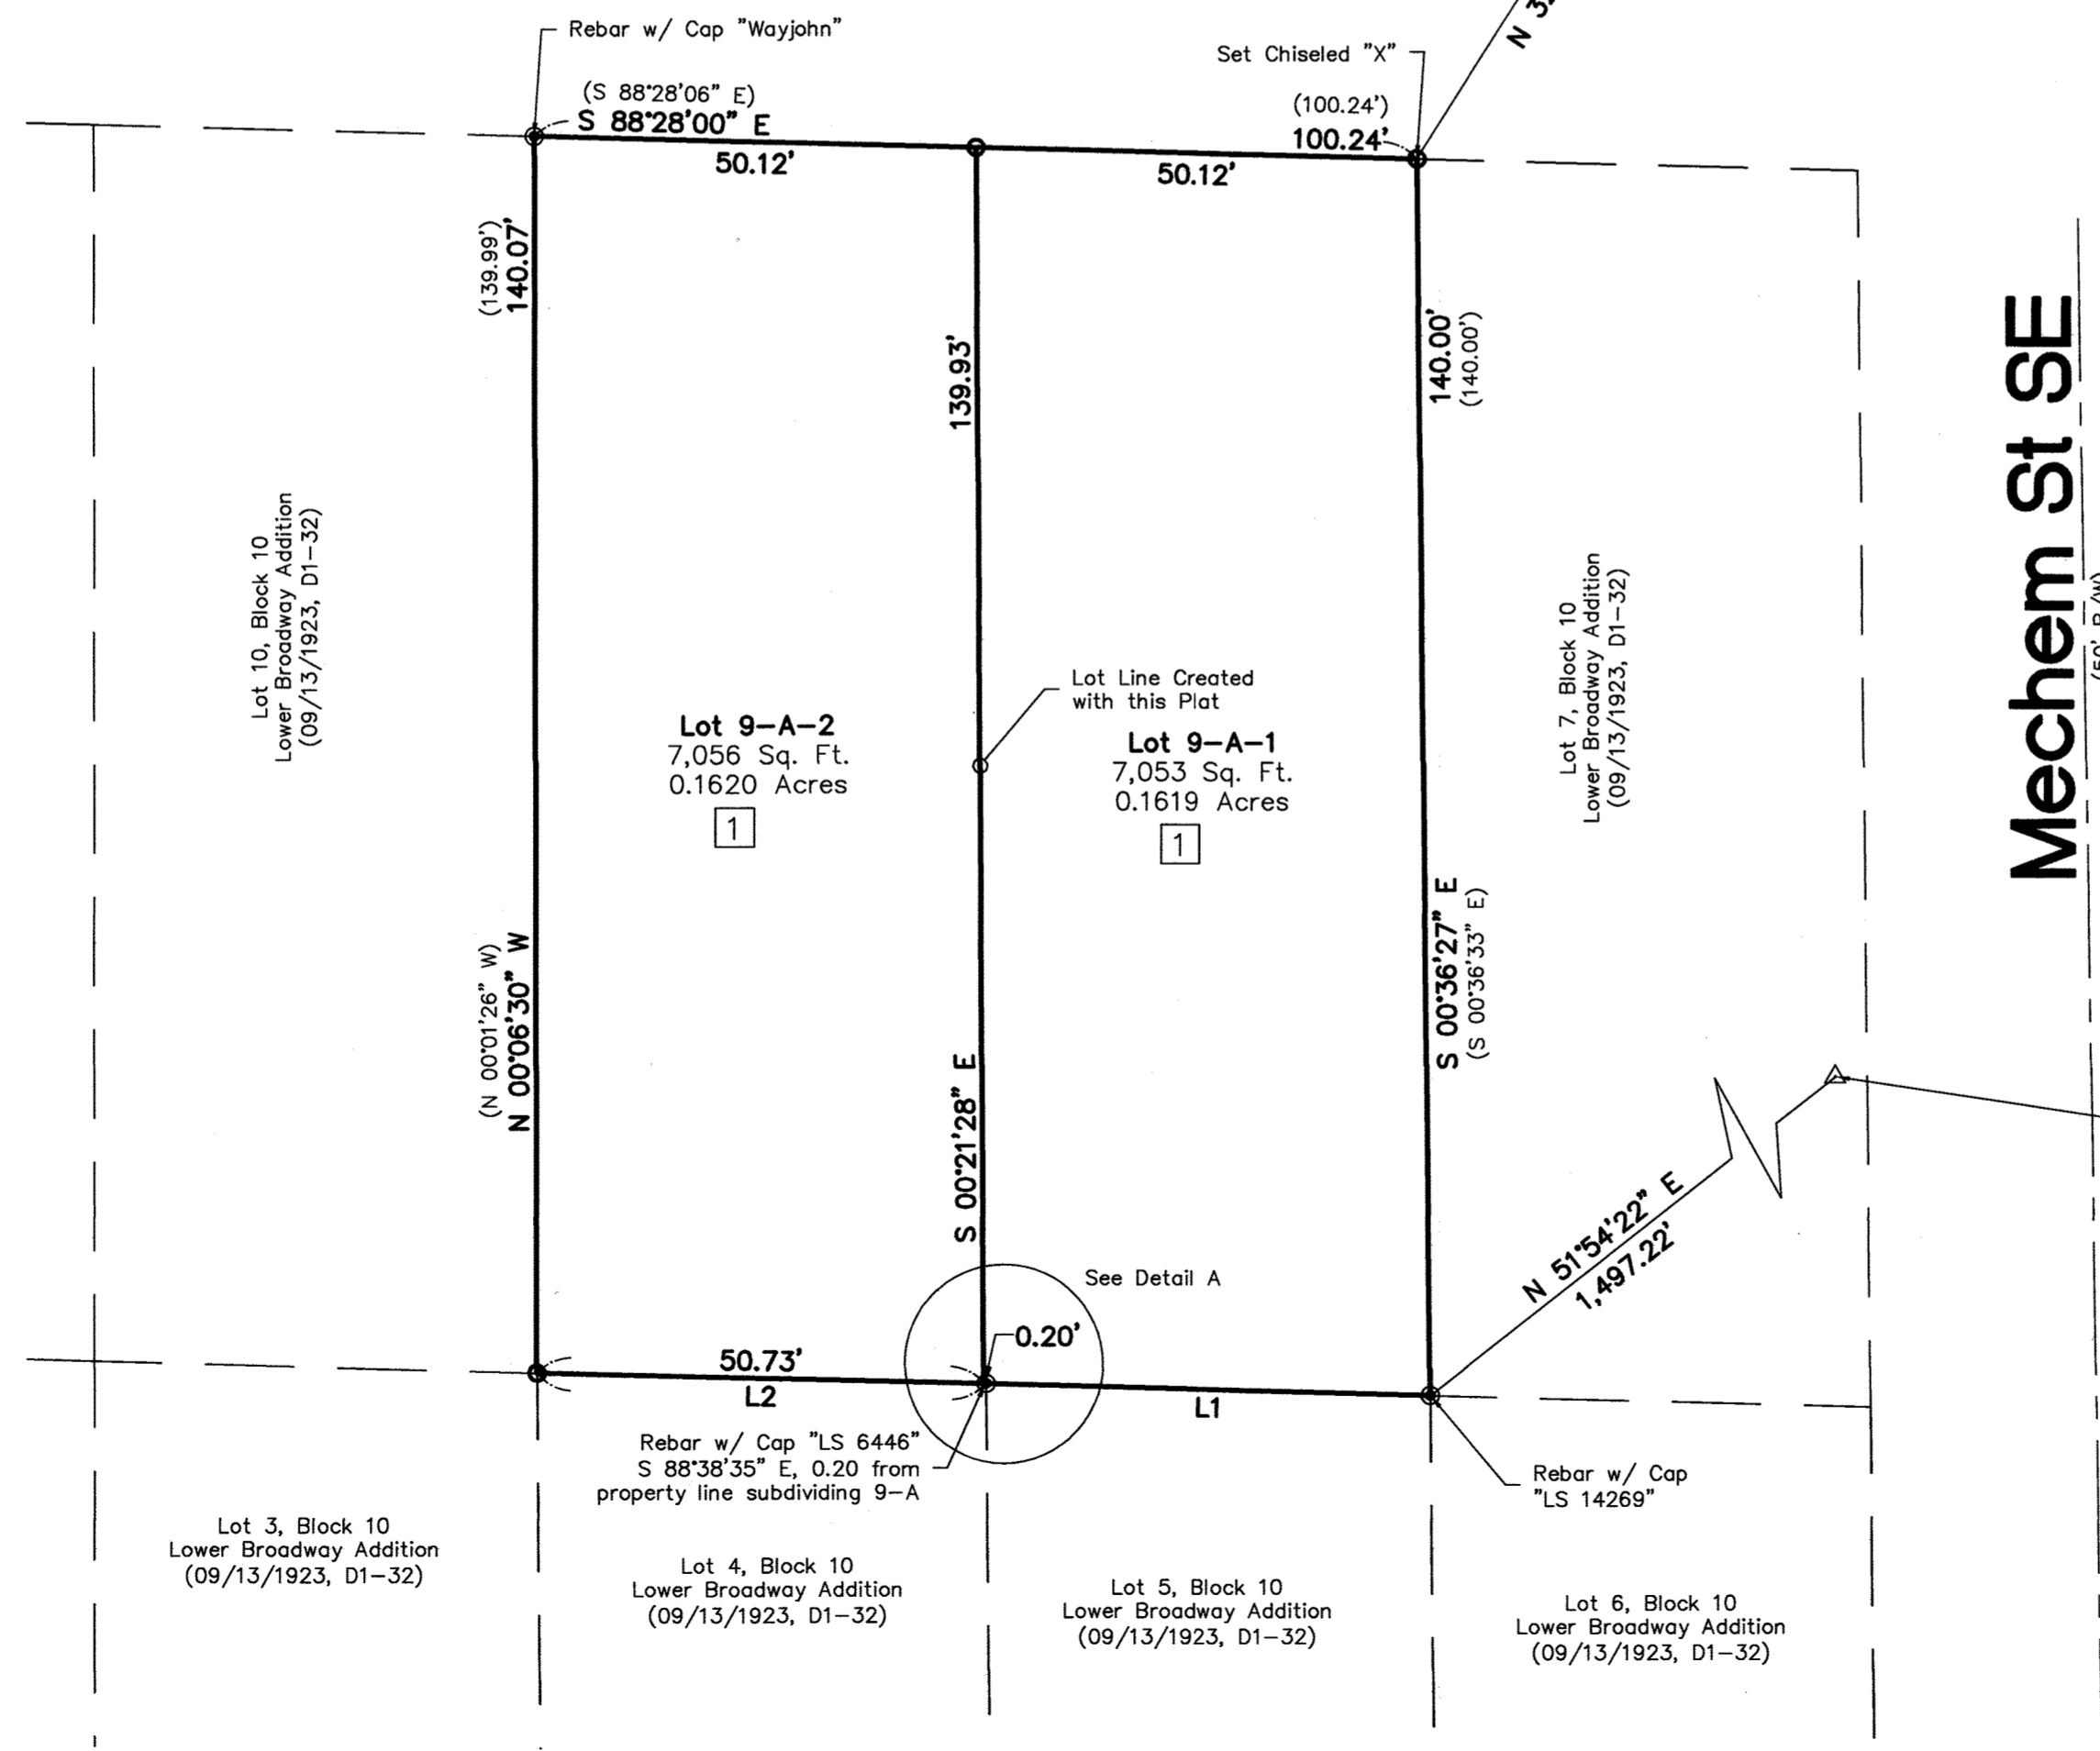 Rebar w/ Cap "Wayjohn"
Set Chiseled "X"
(S 88°28'06" E)
S 88°28'00" E
50.12'
(100.24')
100.24'
50.12'
(139.99')
140.07'
139.93'
140.00'
(140.00')
Mechem St SE
Lot 10, Block 10
Lower Broadway Addition
(09/13/1923, D1-32)
Lot Line Created
with this Plat
Lot 9-A-2
7,056 Sq. Ft.
0.1620 Acres
1
Lot 9-A-1
7,053 Sq. Ft.
0.1619 Acres
1
Lot 7, Block 10
Lower Broadway Addition
(09/13/1923, D1-32)
(N 00°01'26" W)
N 00°06'30" W
S 00°21'28" E
S 00°36'27" E
(S 00°36'33" E)
N 51°54'22" E
1,497.22'
See Detail A
0.20'
50.73'
L2
L1
Rebar w/ Cap "LS 6446"
S 88°38'35" E, 0.20 from
property line subdividing 9-A
Rebar w/ Cap
"LS 14269"
Lot 3, Block 10
Lower Broadway Addition
(09/13/1923, D1-32)
Lot 4, Block 10
Lower Broadway Addition
(09/13/1923, D1-32)
Lot 5, Block 10
Lower Broadway Addition
(09/13/1923, D1-32)
Lot 6, Block 10
Lower Broadway Addition
(09/13/1923, D1-32)